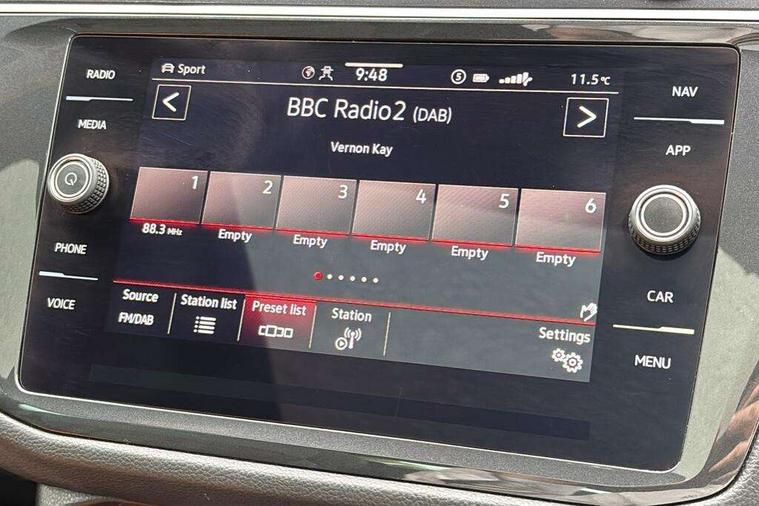 RADIO
MEDIA
PHONE
VOICE
Sport
9:48
S
11.5°C
BBC Radio2 (DAB)
Vernon Kay
< >
1 2 3 4 5 6
88.3 MHz Empty Empty Empty Empty Empty
Source Station list Preset list Station Settings
FM/DAB
NAV
APP
CAR
MENU